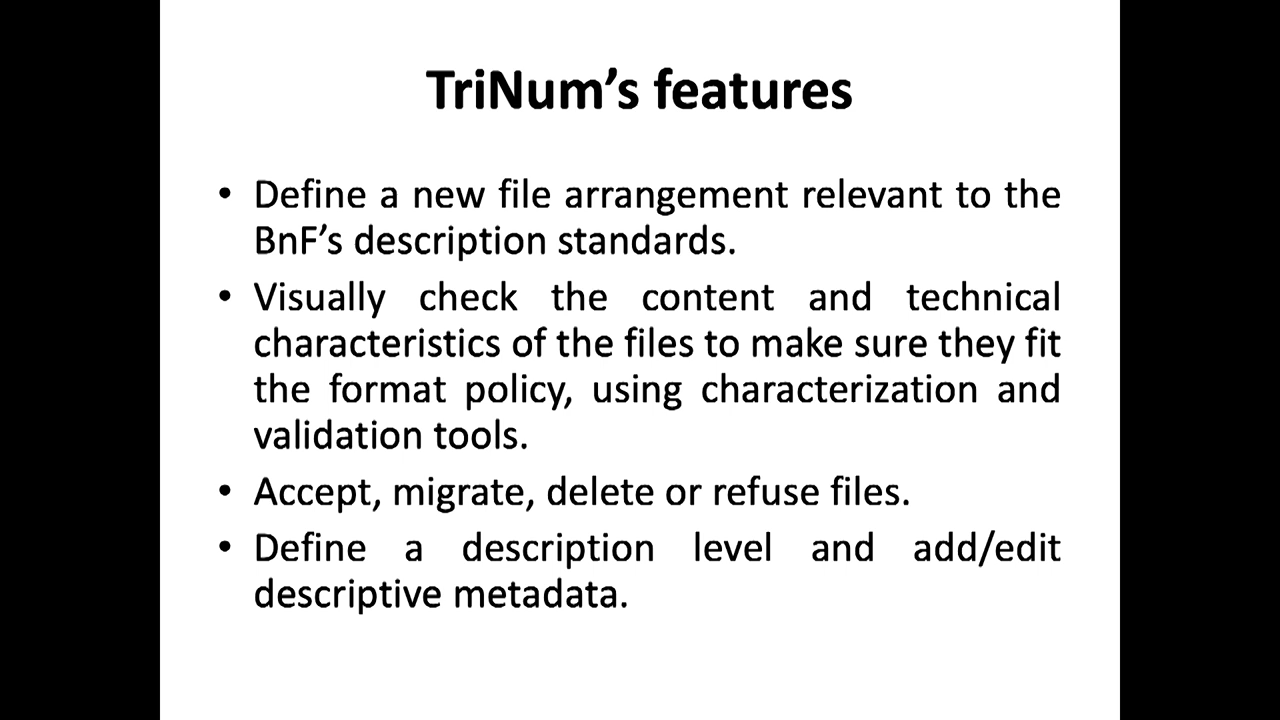 TriNum’s features
• Define a new file arrangement relevant to the
BnF’s description standards.
• Visually check the content and technical
characteristics of the files to make sure they fit
the format policy, using characterization and
validation tools.
• Accept, migrate, delete or refuse files.
• Define a description level and add/edit
descriptive metadata.